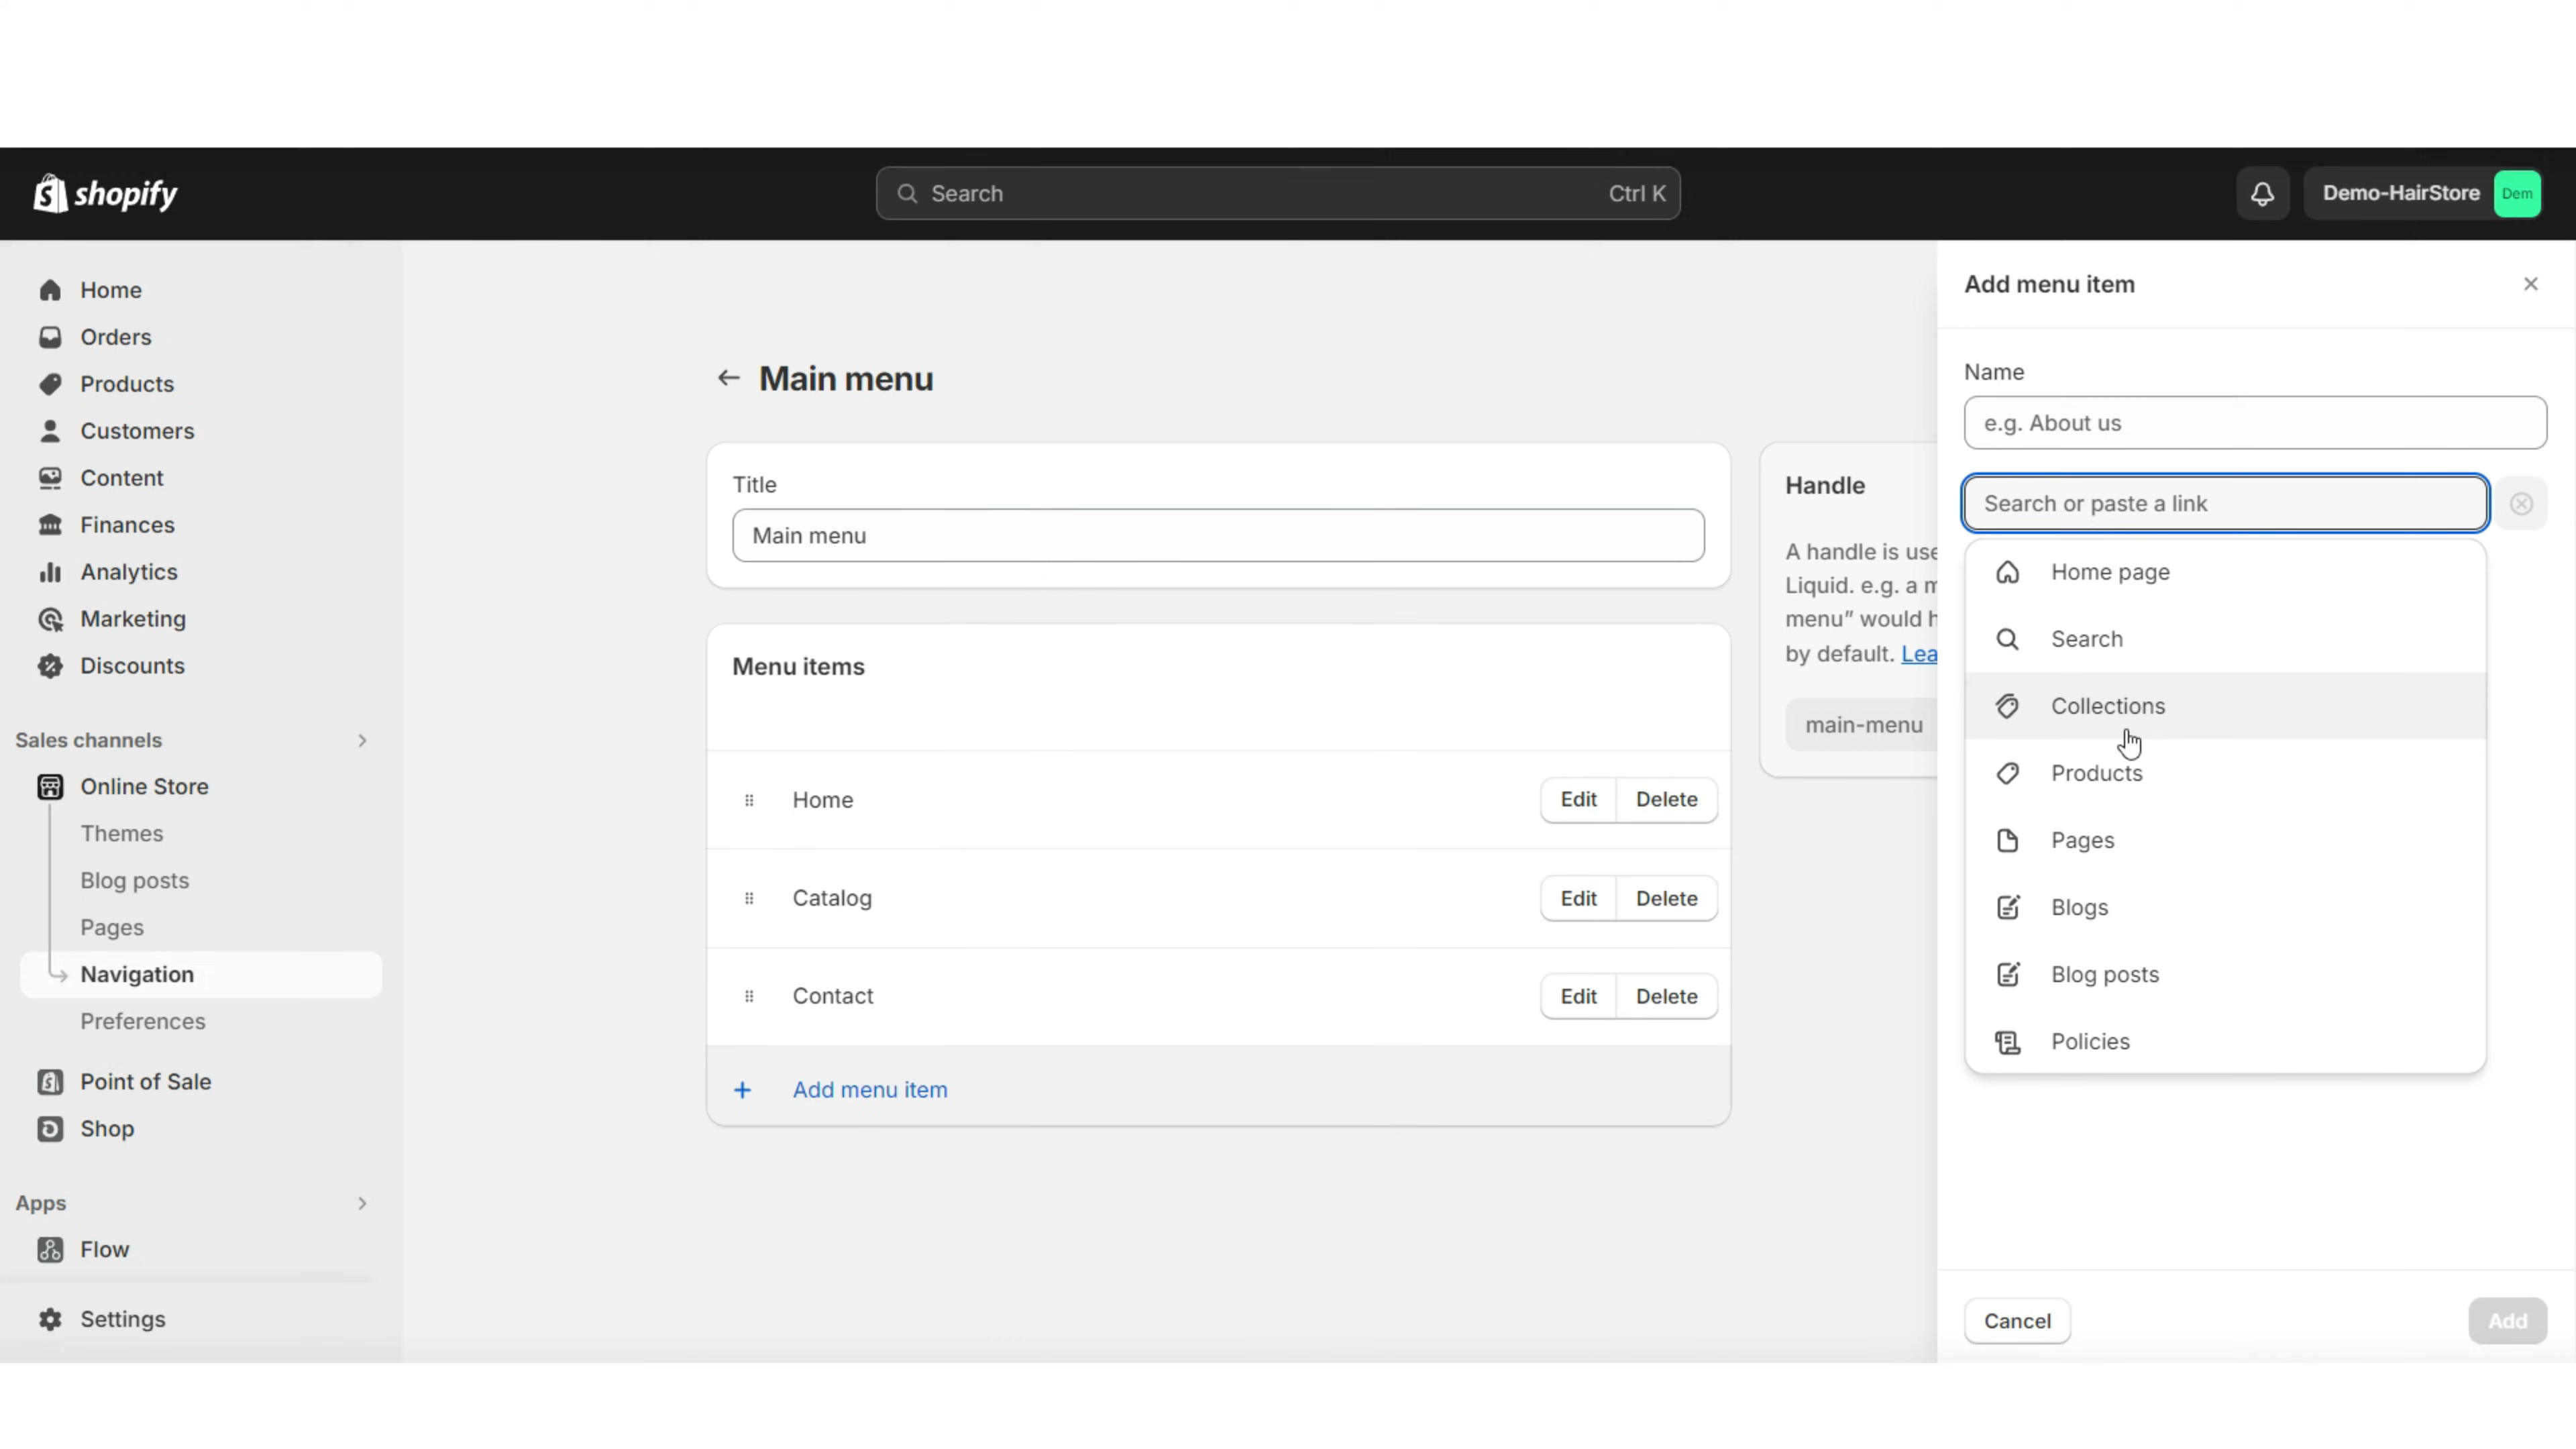 shopify
Search
Ctrl K
Demo-HairStore
Dem
Home
Orders
Products
Customers
Content
Finances
Analytics
Marketing
Discounts
Sales channels
Online Store
Themes
Blog posts
Pages
Navigation
Preferences
Point of Sale
Shop
Apps
Flow
Settings
Main menu
Title
Main menu
Menu items
Home
Edit
Delete
Catalog
Edit
Delete
Contact
Edit
Delete
Add menu item
Handle
A handle is use
Liquid. e.g. a m
menu” would h
by default. Lea
main-menu
Add menu item
Name
e.g. About us
Search or paste a link
Home page
Search
Collections
Products
Pages
Blogs
Blog posts
Policies
Cancel
Add